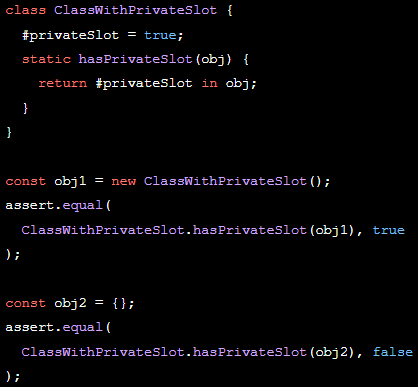 class ClassWithPrivateSlot {
  #privateSlot = true;
  static hasPrivateSlot(obj) {
    return #privateSlot in obj;
  }
}

const obj1 = new ClassWithPrivateSlot();
assert.equal(
  ClassWithPrivateSlot.hasPrivateSlot(obj1), true
);

const obj2 = {};
assert.equal(
  ClassWithPrivateSlot.hasPrivateSlot(obj2), false
);